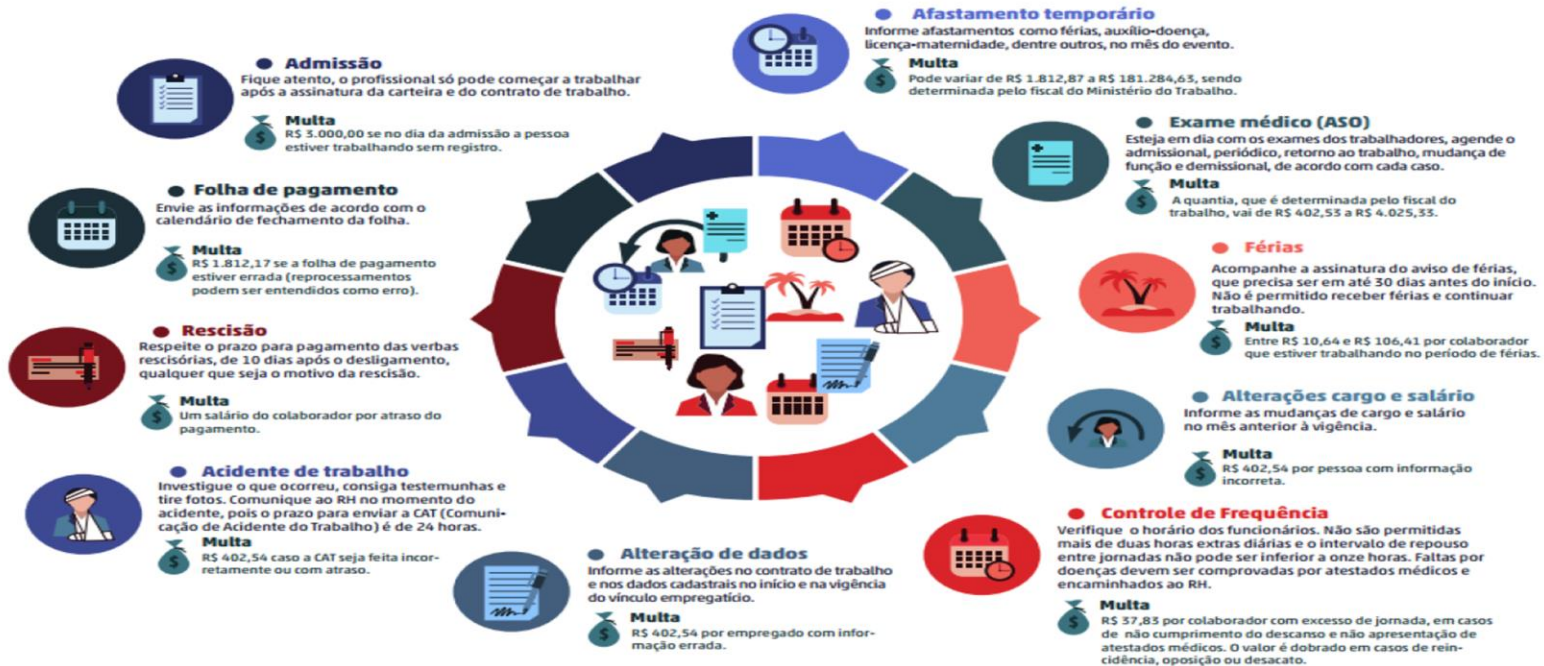 Afastamento temporário
Informe afastamentos como férias, auxílio-doença,
licença-maternidade, dentre outros, no mês do evento.
Multa
Pode variar de R$ 1.812,87 a R$ 181.284,63, sendo
determinada pelo fiscal do Ministério do Trabalho.
Exame médico (ASO)
Esteja em dia com os exames dos trabalhadores, agende o
admissional, periódico, retorno ao trabalho, mudança de
função e demissional, de acordo com cada caso.
Multa
A quantia, que é determinada pelo fiscal do
trabalho, vai de R$ 402,53 a R$ 4.025,33.
Férias
Acompanhe a assinatura do aviso de férias,
que precisa ser em até 30 dias antes do início.
Não é permitido receber férias e continuar
trabalhando.
Multa
Entre R$ 10,64 e R$ 106,41 por colaborador
que estiver trabalhando no período de férias.
Alterações cargo e salário
Informe as mudanças de cargo e salário
no mês anterior à vigência.
Multa
R$ 402,54 por pessoa com informação
incorreta.
Controle de Frequência
Verifique o horário dos funcionários. Não são permitidas
mais de duas horas extras diárias e o intervalo de repouso
entre jornadas não pode ser inferior a onze horas. Faltas por
doenças devem ser comprovadas por atestados médicos e
encaminhados ao RH.
Multa
R$ 37,83 por colaborador com excesso de jornada, em casos
de não cumprimento do descanso e não apresentação de
atestados médicos. O valor é dobrado em casos de rein-
cidência, oposição ou desacato.
Alteração de dados
Informe as alterações no contrato de trabalho
e nos dados cadastrais no início e na vigência
do vínculo empregatício.
Multa
R$ 402,54 por empregado com infor-
mação errada.
Acidente de trabalho
Investigue o que ocorreu, consiga testemunhas e
tire fotos. Comunique ao RH no momento do
acidente, pois o prazo para enviar a CAT (Comuni-
cação de Acidente do Trabalho) é de 24 horas.
Multa
R$ 402,54 caso a CAT seja feita incor-
retamente ou com atraso.
Rescisão
Respeite o prazo para pagamento das verbas
rescisórias, de 10 dias após o desligamento,
qualquer que seja o motivo da rescisão.
Multa
Um salário do colaborador por atraso do
pagamento.
Folha de pagamento
Envie as informações de acordo com o
calendário de fechamento da folha.
Multa
R$ 1.812,17 se a folha de pagamento
estiver errada (reprocessamentos
podem ser entendidos como erro).
Admissão
Fique atento, o profissional só pode começar a trabalhar
após a assinatura da carteira e do contrato de trabalho.
Multa
R$ 3.000,00 se no dia da admissão a pessoa
estiver trabalhando sem registro.